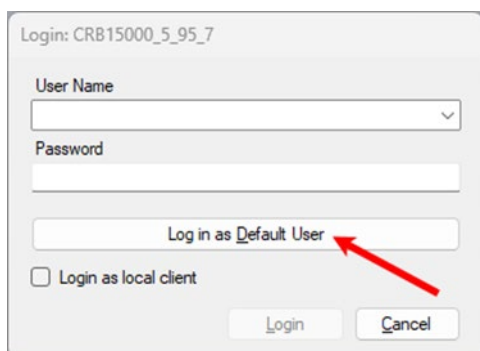 Login: CRB15000_5_95_7
User Name
Password
Log in as Default User
Login as local client
Login
Cancel